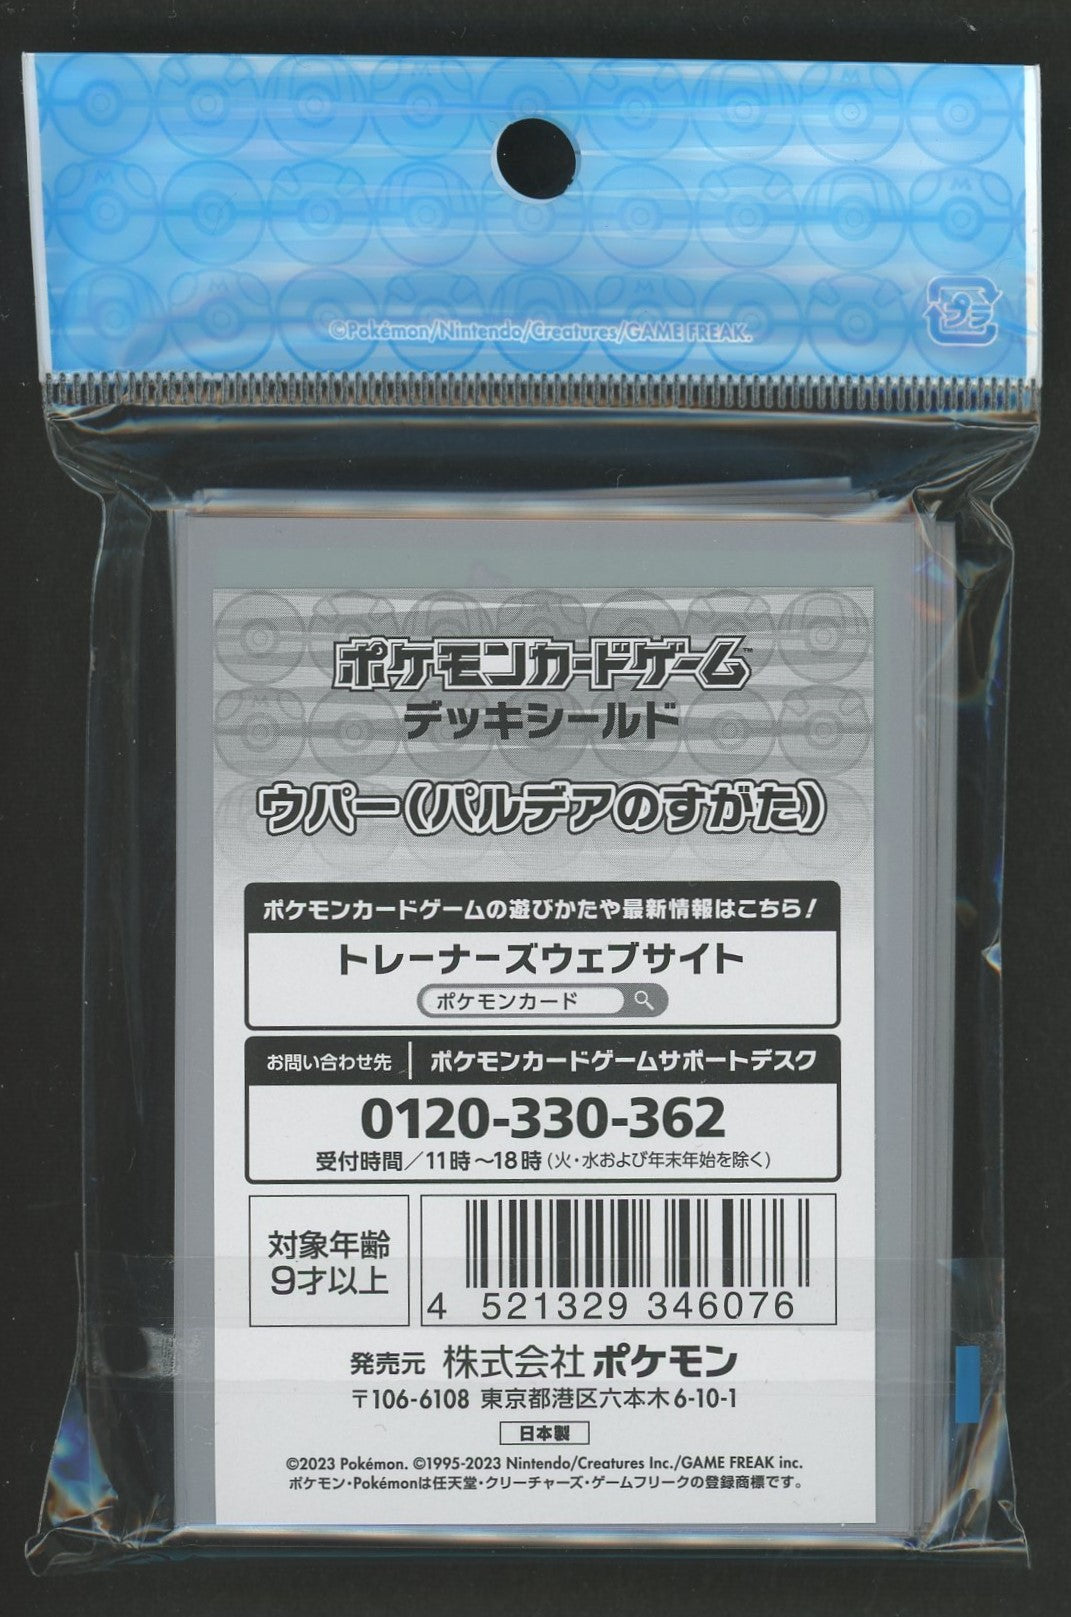 ©Pokémon/Nintendo/Creatures/GAME FREAK.
プラ
ポケモンカードゲーム™
デッキシールド
ウパー（パルデアのすがた）
ポケモンカードゲームの遊びかたや最新情報はこちら！
トレーナーズウェブサイト
ポケモンカード
お問い合わせ先 ポケモンカードゲームサポートデスク
0120-330-362
受付時間／11時～18時（火・水および年末年始を除く）
対象年齢
9才以上
4 521329 346076
発売元 株式会社ポケモン
〒106-6108 東京都港区六本木6-10-1
日本製
©2023 Pokémon. ©1995-2023 Nintendo/Creatures Inc./GAME FREAK inc.
ポケモン・Pokémonは任天堂・クリーチャーズ・ゲームフリークの登録商標です。